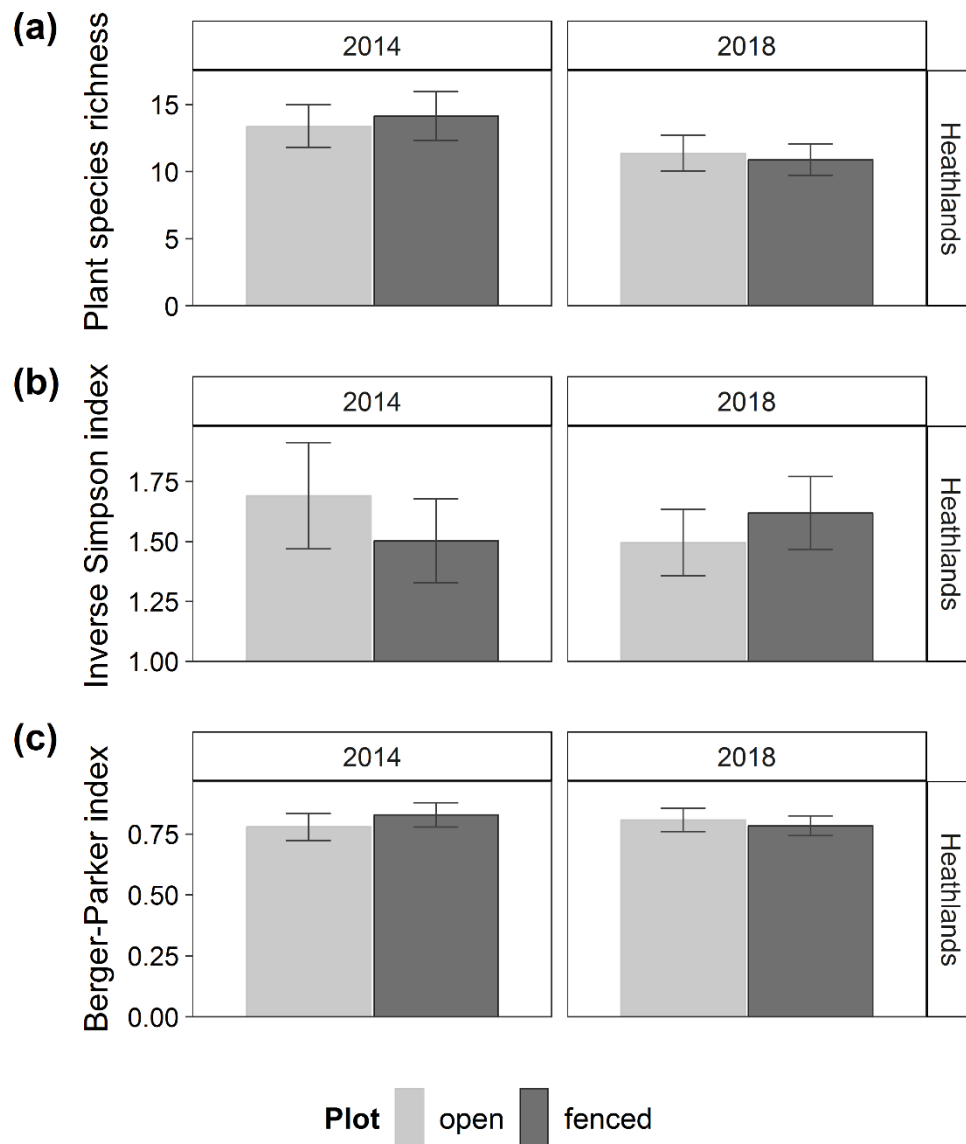 (a)
2014
2018
Plant species richness
15
10
5
0
Heathlands
(b)
2014
2018
Inverse Simpson index
1.75
1.50
1.25
1.00
Heathlands
(c)
2014
2018
Berger-Parker index
0.75
0.50
0.25
0.00
Heathlands
Plot open fenced